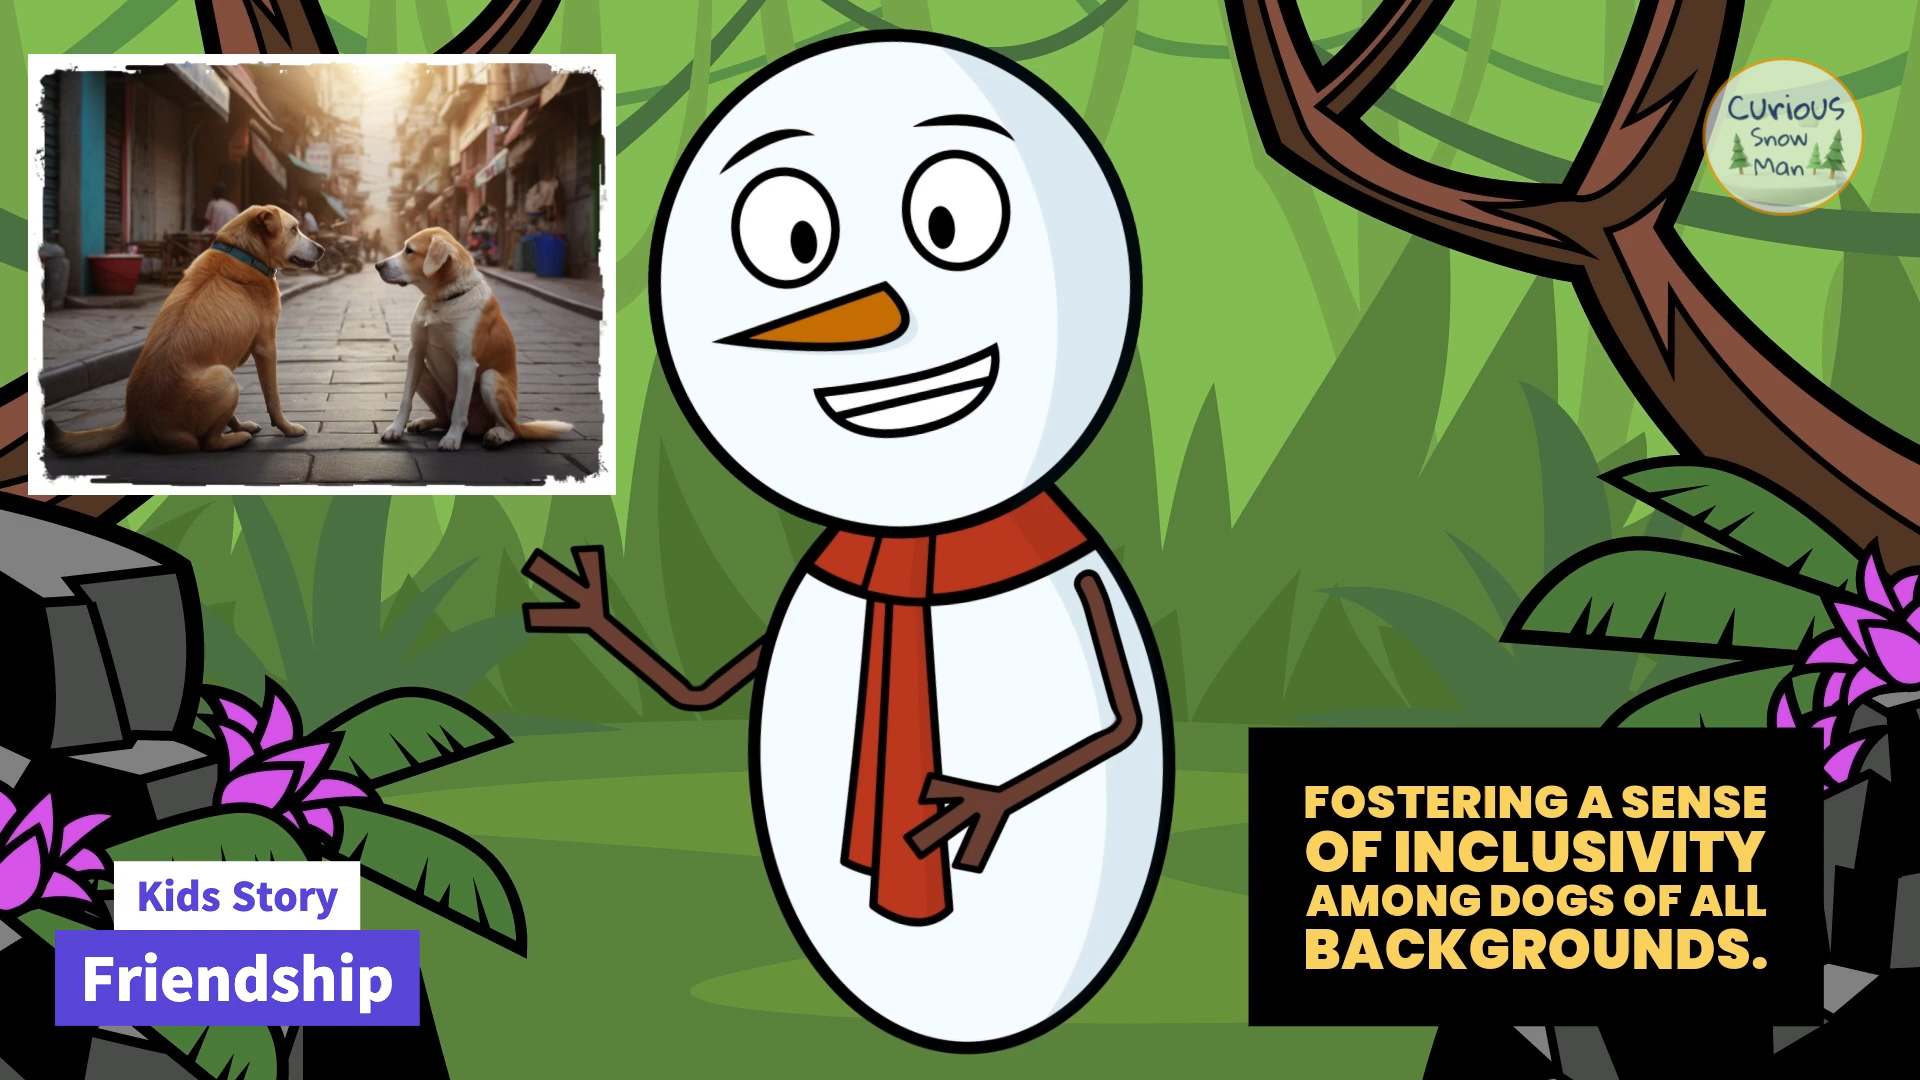 Curious
Snow
Man
FOSTERING A SENSE
OF INCLUSIVITY
AMONG DOGS OF ALL
BACKGROUNDS.
Kids Story
Friendship